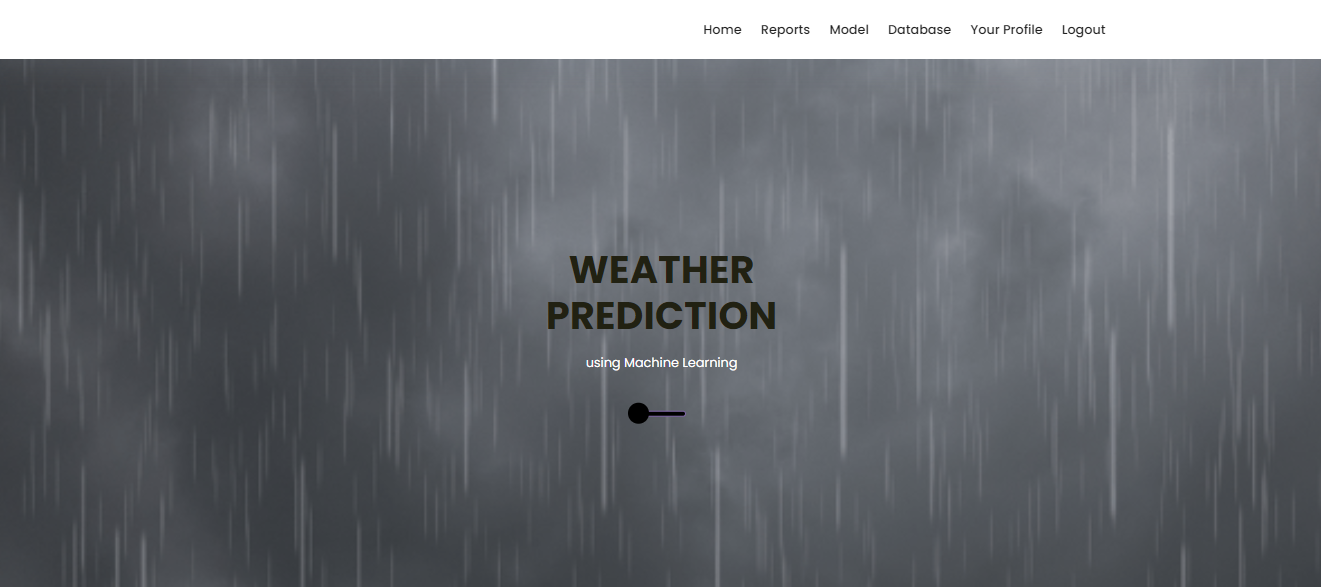 Home Reports Model Database Your Profile Logout
WEATHER
PREDICTION
using Machine Learning